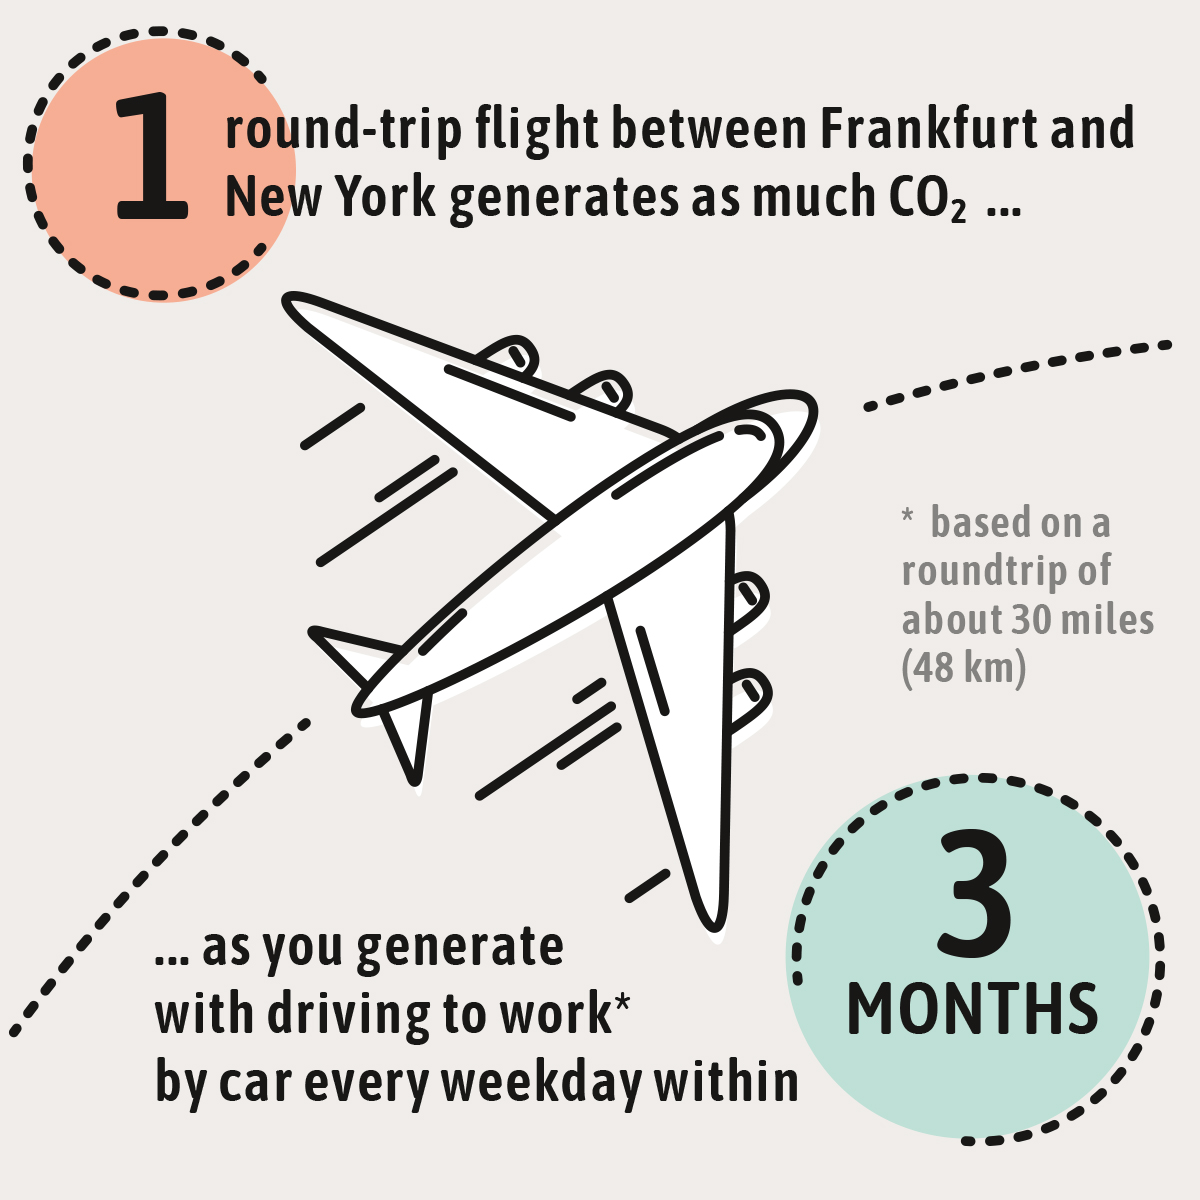 1 round-trip flight between Frankfurt and
New York generates as much CO₂ ...
* based on a
roundtrip of
about 30 miles
(48 km)
... as you generate
with driving to work*
by car every weekday within
3
MONTHS